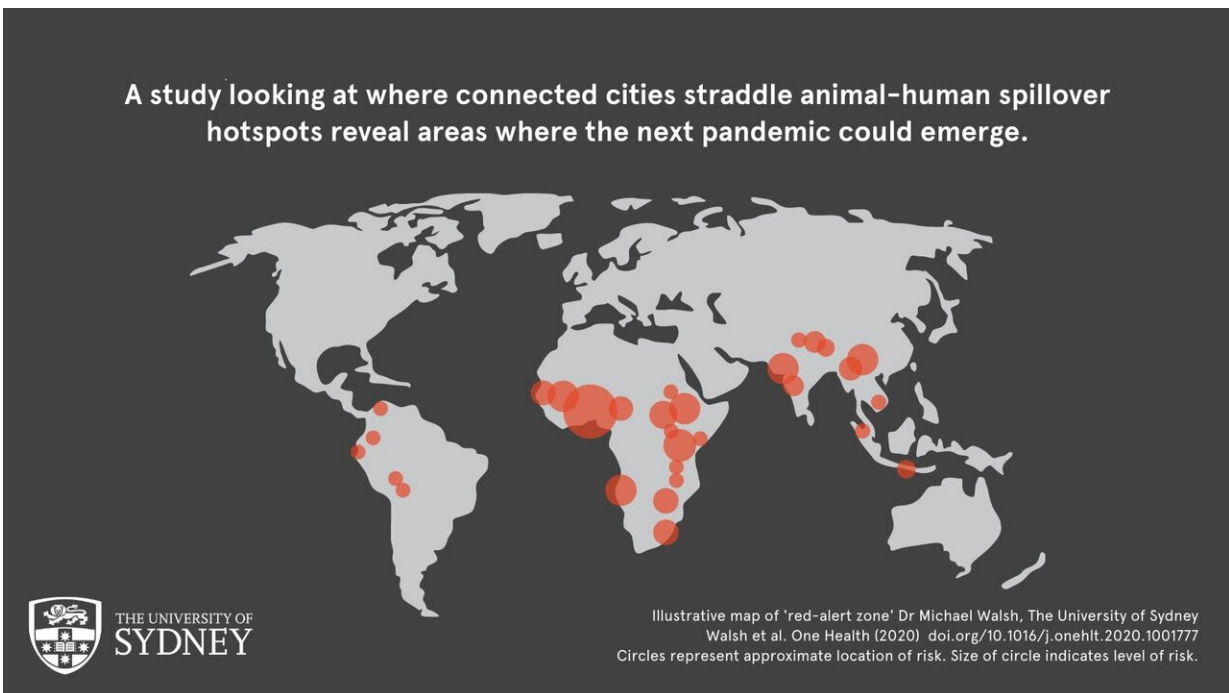 A study looking at where connected cities straddle animal-human spillover
hotspots reveal areas where the next pandemic could emerge.
THE UNIVERSITY OF
SYDNEY
Illustrative map of 'red-alert zone' Dr Michael Walsh, The University of Sydney
Walsh et al. One Health (2020) doi.org/10.1016/j.onehlt.2020.1001777
Circles represent approximate location of risk. Size of circle indicates level of risk.